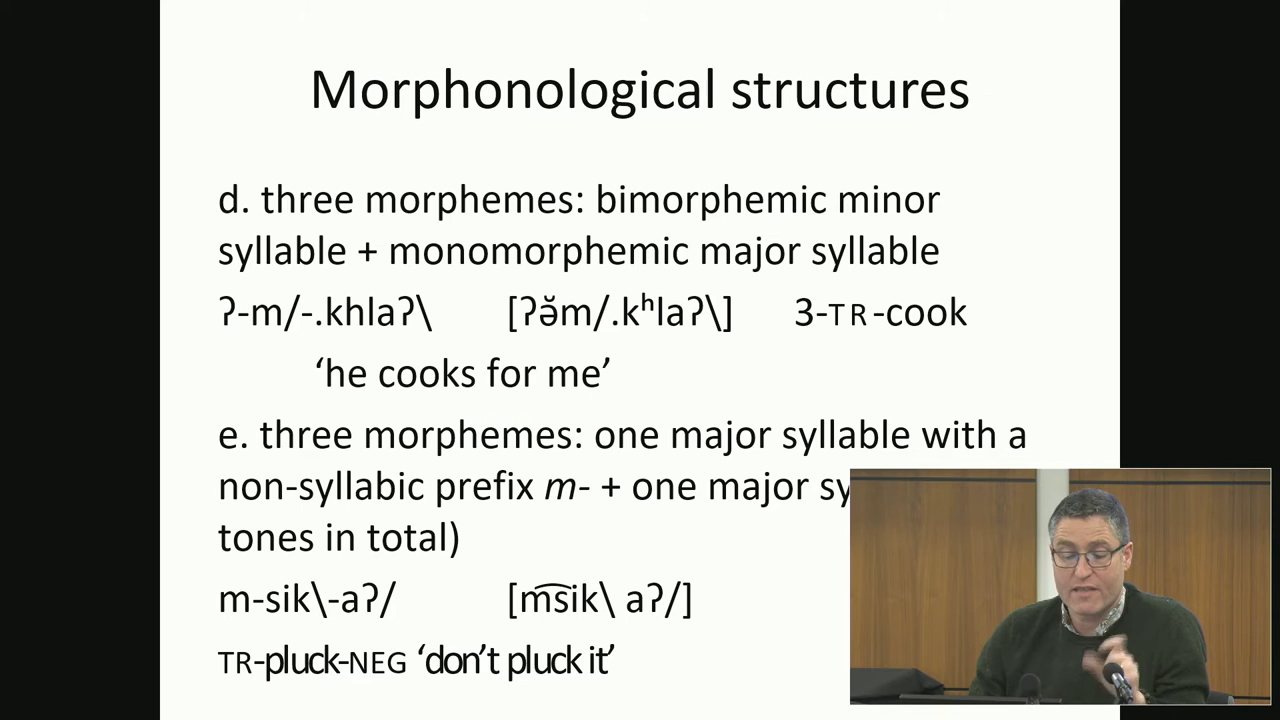 Morphonological structures
d. three morphemes: bimorphemic minor
syllable + monomorphemic major syllable
ʔ-m/-.khlaʔ\ [ʔə̆m/.kʰlaʔ\] 3-TR-cook
‘he cooks for me’
e. three morphemes: one major syllable with a
non-syllabic prefix m- + one major
tones in total)
m-sik\-aʔ/ [m͡sik\ aʔ/]
TR-pluck-NEG ‘don’t pluck it’